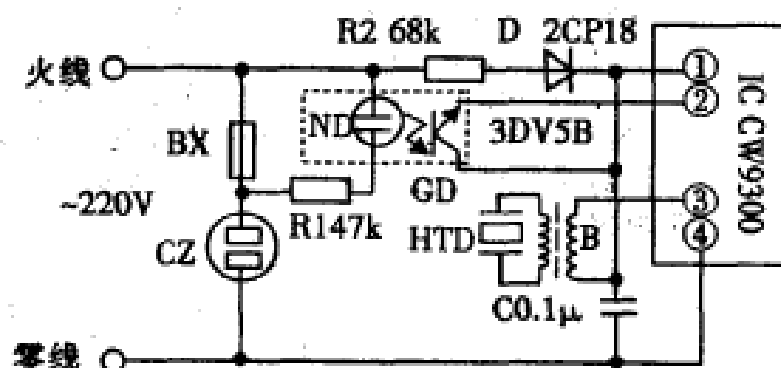 R2 68k D 2CP18
火线
①
②
IC CW9300
ND
3DV5B
BX
GD
~220V
R147k
③
④
CZ
HTD
B
C0.1μ
零线